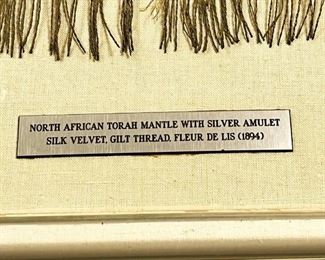 NORTH AFRICAN TORAH MANTLE WITH SILVER AMULET
SILK VELVET, GILT THREAD, FLEUR DE LIS (1894)